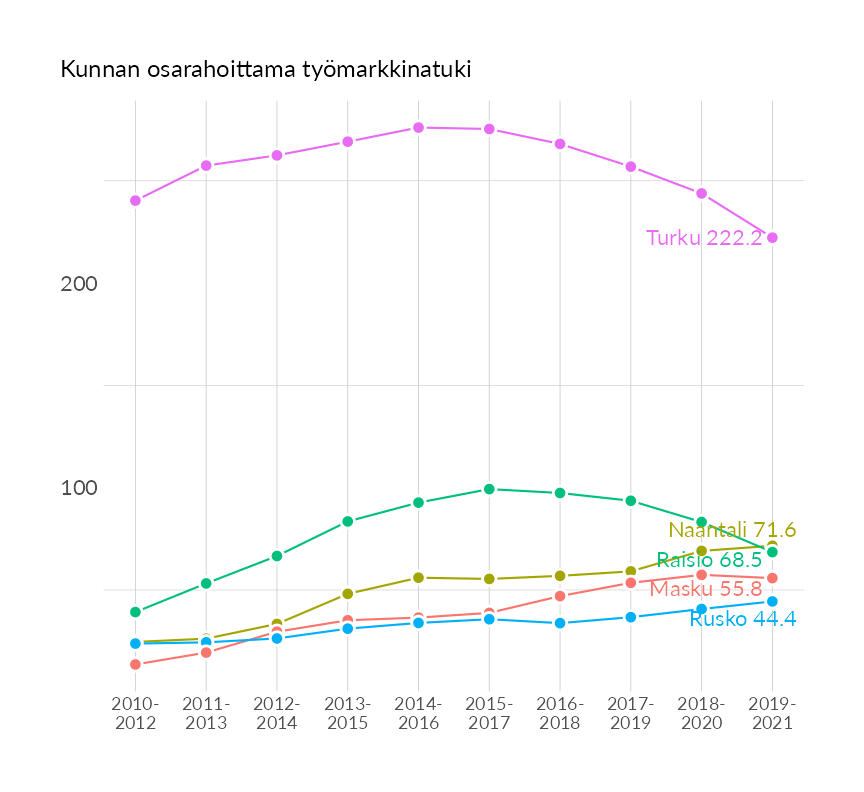 Kunnan osarahoittama työmarkkinatuki
Turku 222.2
200
100
Naantali 71.6
Raisio 68.5
Masku 55.8
Rusko 44.4
2010- 2011- 2012- 2013- 2014- 2015- 2016- 2017- 2018- 2019-
2012 2013 2014 2015 2016 2017 2018 2019 2020 2021